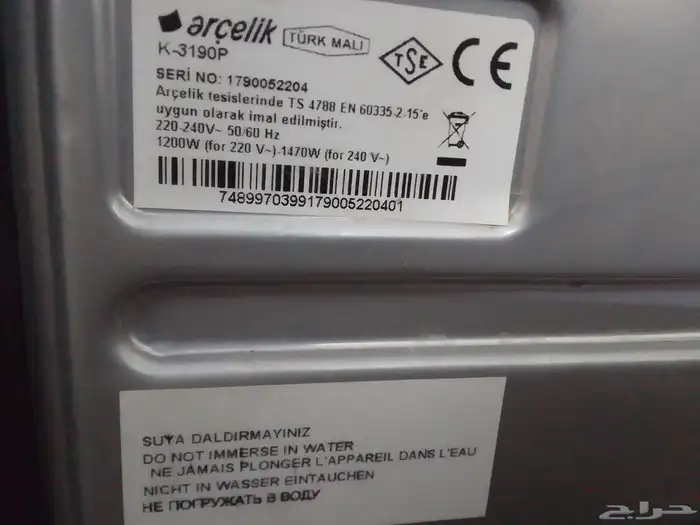 arçelik
TÜRK MALI
TSE
CE
K-3190P
SERİ NO: 1790052204
Arçelik tesislerinde TS 4788 EN 60335-2-15'e
uygun olarak imal edilmiştir.
220-240V~ 50/60 Hz
1200W (for 220 V~)-1470W (for 240 V~)
7489970399179005220401
SUYA DALDIRMAYINIZ
DO NOT IMMERSE IN WATER
NE JAMAIS PLONGER L'APPAREIL DANS L'EAU
NICHT IN WASSER EINTAUCHEN
НЕ ПОГРУЖАТЬ В ВОДУ
حراج